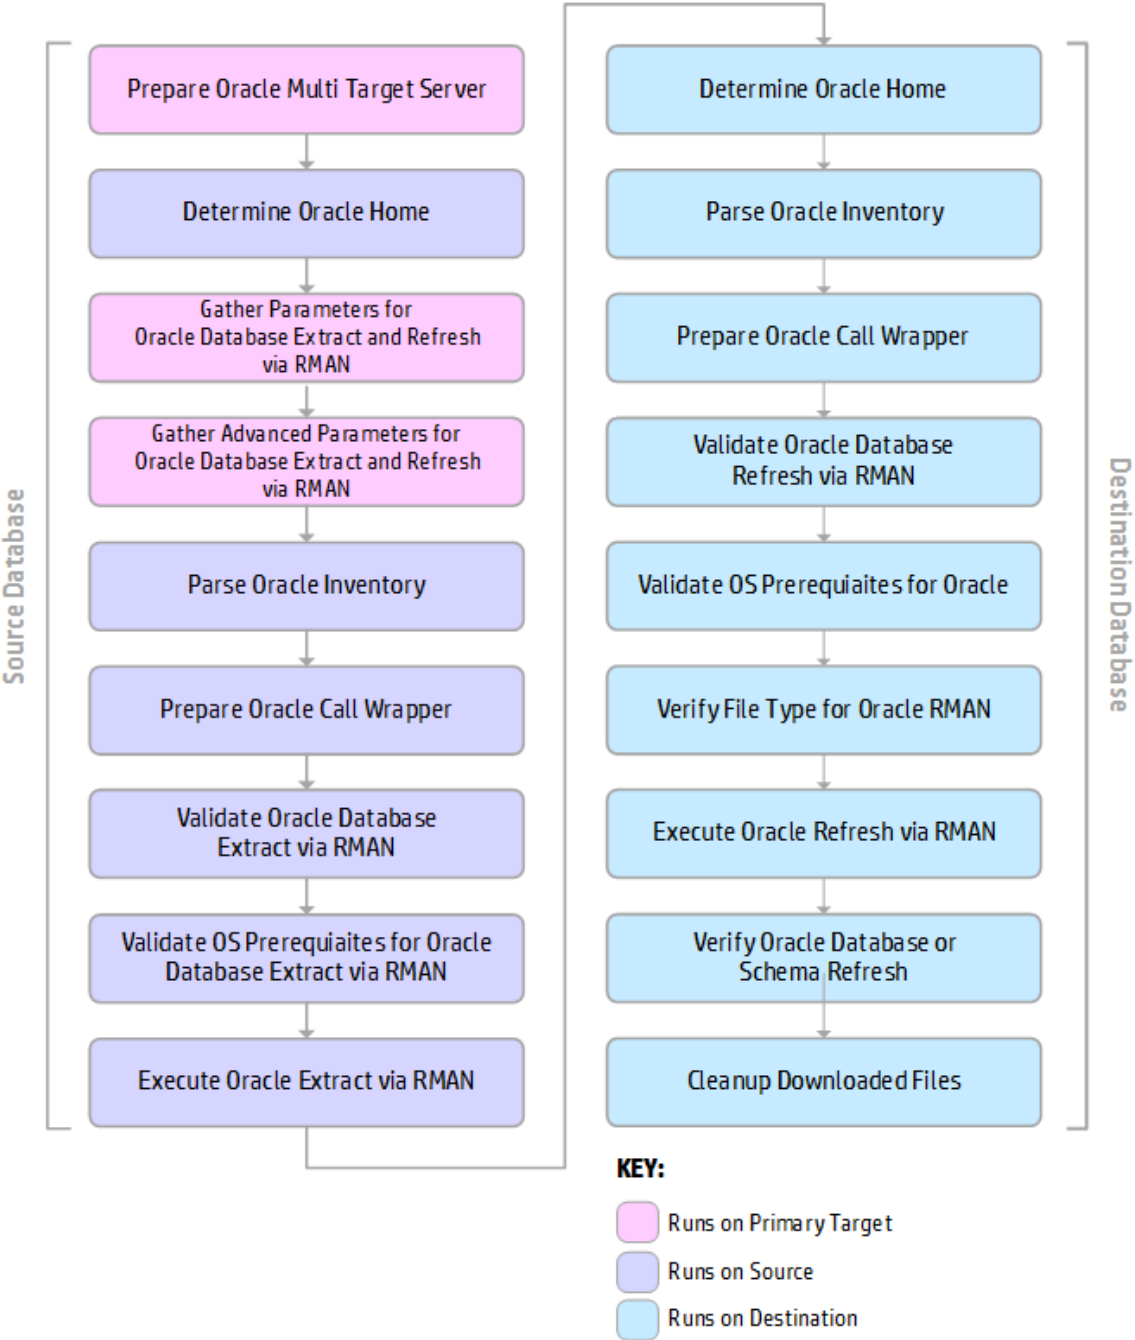 Source Database
Prepare Oracle Multi Target Server
Determine Oracle Home
Gather Parameters for
Oracle Database Extract and Refresh
via RMAN
Gather Advanced Parameters for
Oracle Database Extract and Refresh
via RMAN
Parse Oracle Inventory
Prepare Oracle Call Wrapper
Validate Oracle Database
Extract via RMAN
Validate OS Prerequiaites for Oracle
Database Extract via RMAN
Execute Oracle Extract via RMAN
Determine Oracle Home
Parse Oracle Inventory
Prepare Oracle Call Wrapper
Validate Oracle Database
Refresh via RMAN
Validate OS Prerequiaites for Oracle
Verify File Type for Oracle RMAN
Execute Oracle Refresh via RMAN
Verify Oracle Database or
Schema Refresh
Cleanup Downloaded Files
Destination Database
KEY:
Runs on Primary Target
Runs on Source
Runs on Destination